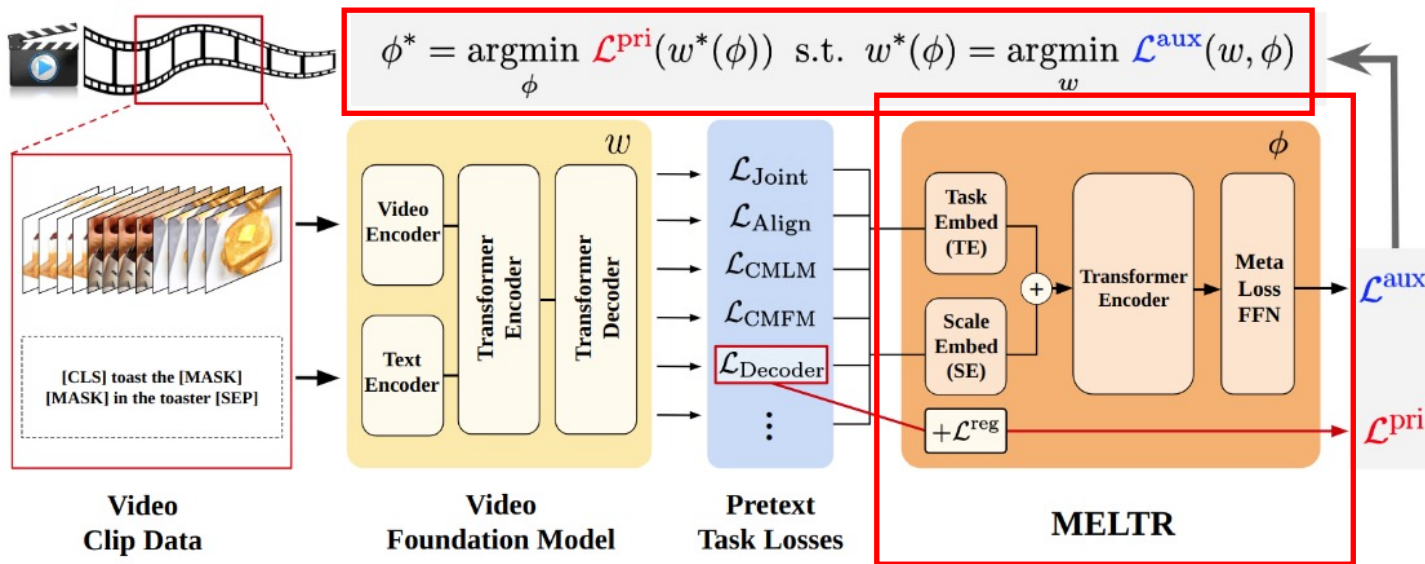 ϕ* = argmin ℒ^pri(w*(ϕ)) s.t. w*(ϕ) = argmin ℒ^aux(w, ϕ)
ϕ w
[CLS] toast the [MASK]
[MASK] in the toaster [SEP]
Video
Clip Data
w
Video
Encoder
Text
Encoder
Transformer
Encoder
Transformer
Decoder
Video
Foundation Model
ℒ_Joint
ℒ_Align
ℒ_CMLM
ℒ_CMFM
ℒ_Decoder
⋮
Pretext
Task Losses
ϕ
Task
Embed
(TE)
Scale
Embed
(SE)
+
Transformer
Encoder
Meta
Loss
FFN
+ℒ^reg
MELTR
ℒ^aux
ℒ^pri